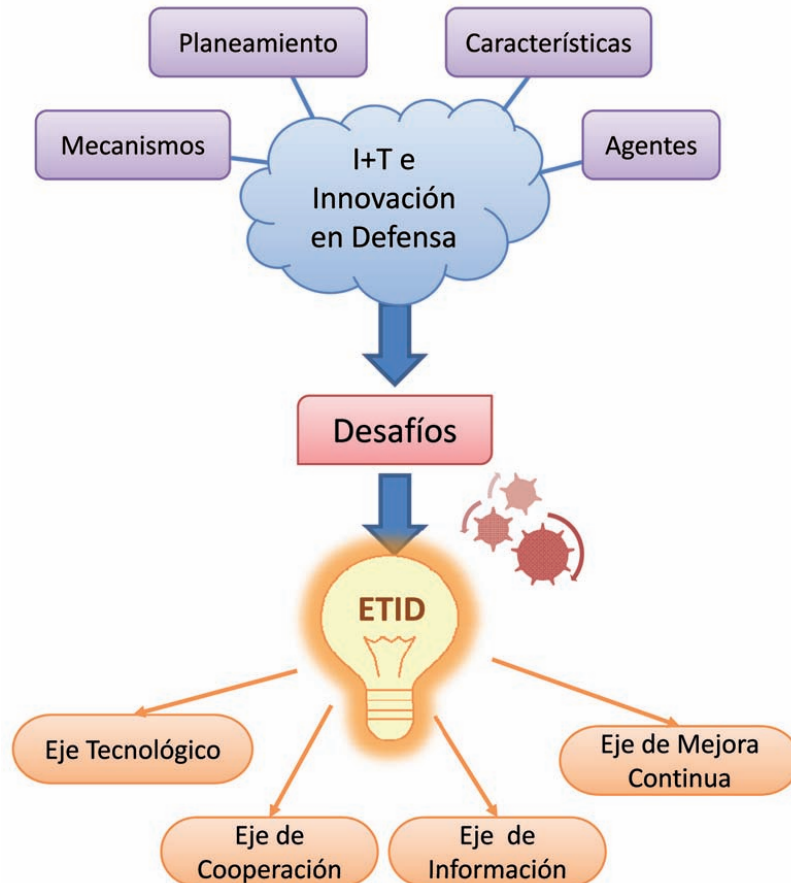 Planeamiento
Características
Mecanismos
Agentes
I+T e
Innovación
en Defensa
Desafíos
ETID
Eje Tecnológico
Eje de Mejora
Continua
Eje de
Cooperación
Eje de
Información